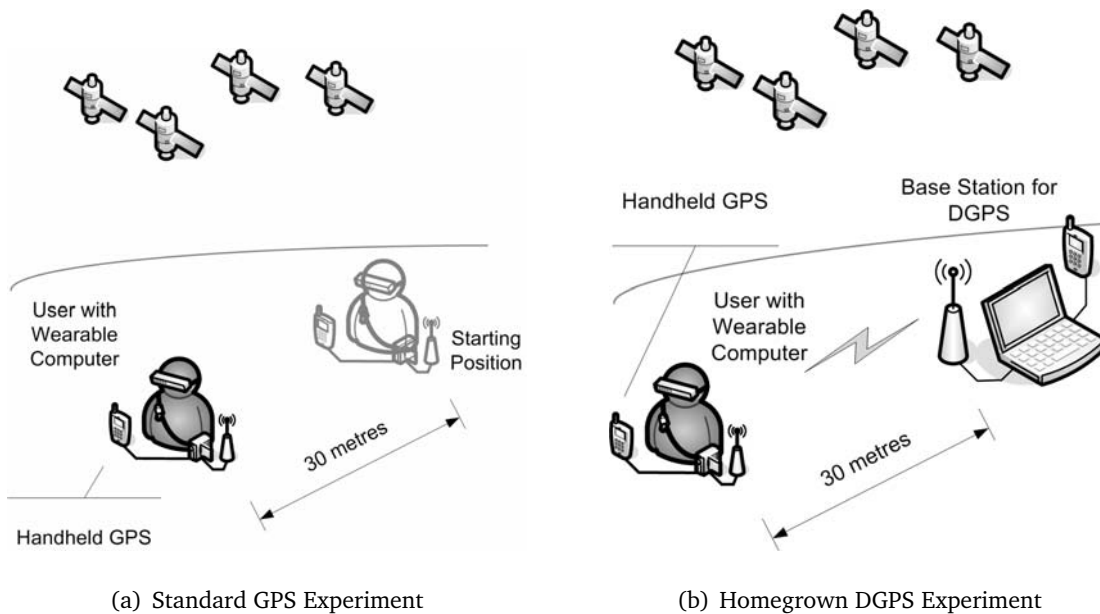 User with
Wearable
Computer
Starting
Position
30 metres
Handheld GPS
(a) Standard GPS Experiment
Handheld GPS
Base Station for
DGPS
User with
Wearable
Computer
30 metres
(b) Homegrown DGPS Experiment